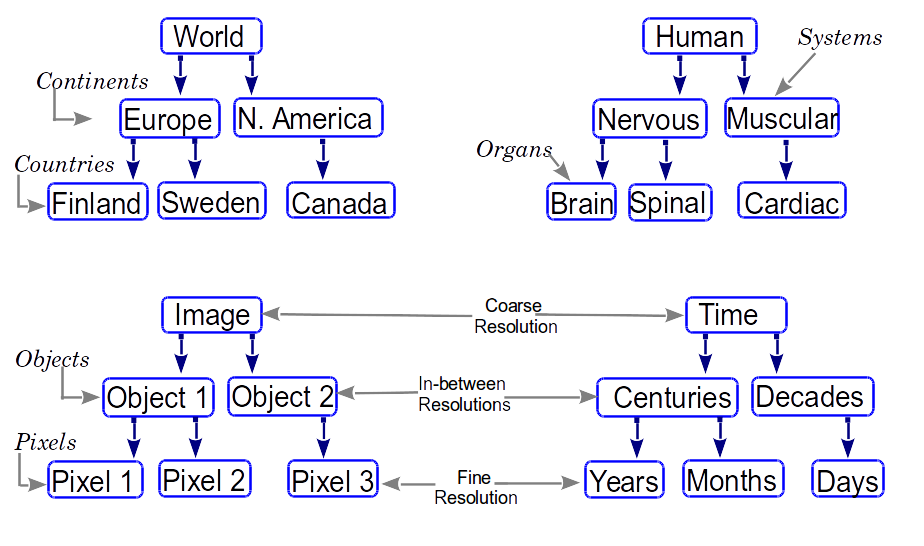 World
Continents
Europe
N. America
Countries
Finland
Sweden
Canada
Human
Systems
Nervous
Muscular
Organs
Brain
Spinal
Cardiac
Image
Coarse
Resolution
Time
Objects
Object 1
Object 2
In-between
Resolutions
Centuries
Decades
Pixels
Pixel 1
Pixel 2
Pixel 3
Fine
Resolution
Years
Months
Days